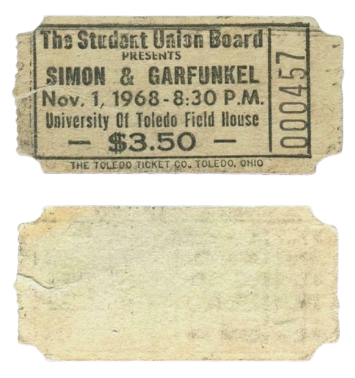 The Student Union Board
PRESENTS
SIMON & GARFUNKEL
Nov. 1, 1968 - 8:30 P.M.
University Of Toledo Field House
— $3.50 —
THE TOLEDO TICKET CO., TOLEDO, OHIO
000457